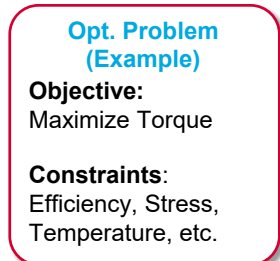 Opt. Problem
(Example)
Objective:
Maximize Torque
Constraints:
Efficiency, Stress,
Temperature, etc.